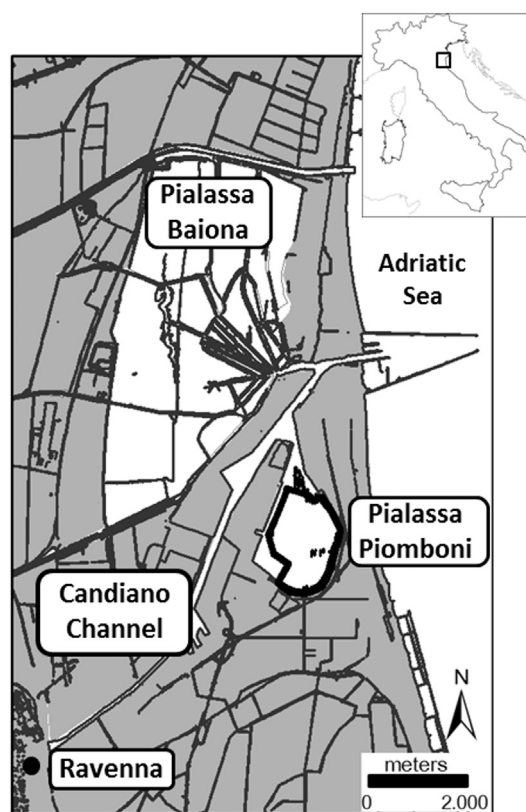 Pialassa
Baiona
Adriatic
Sea
Pialassa
Piomboni
Candiano
Channel
N
Ravenna
meters
0 2.000